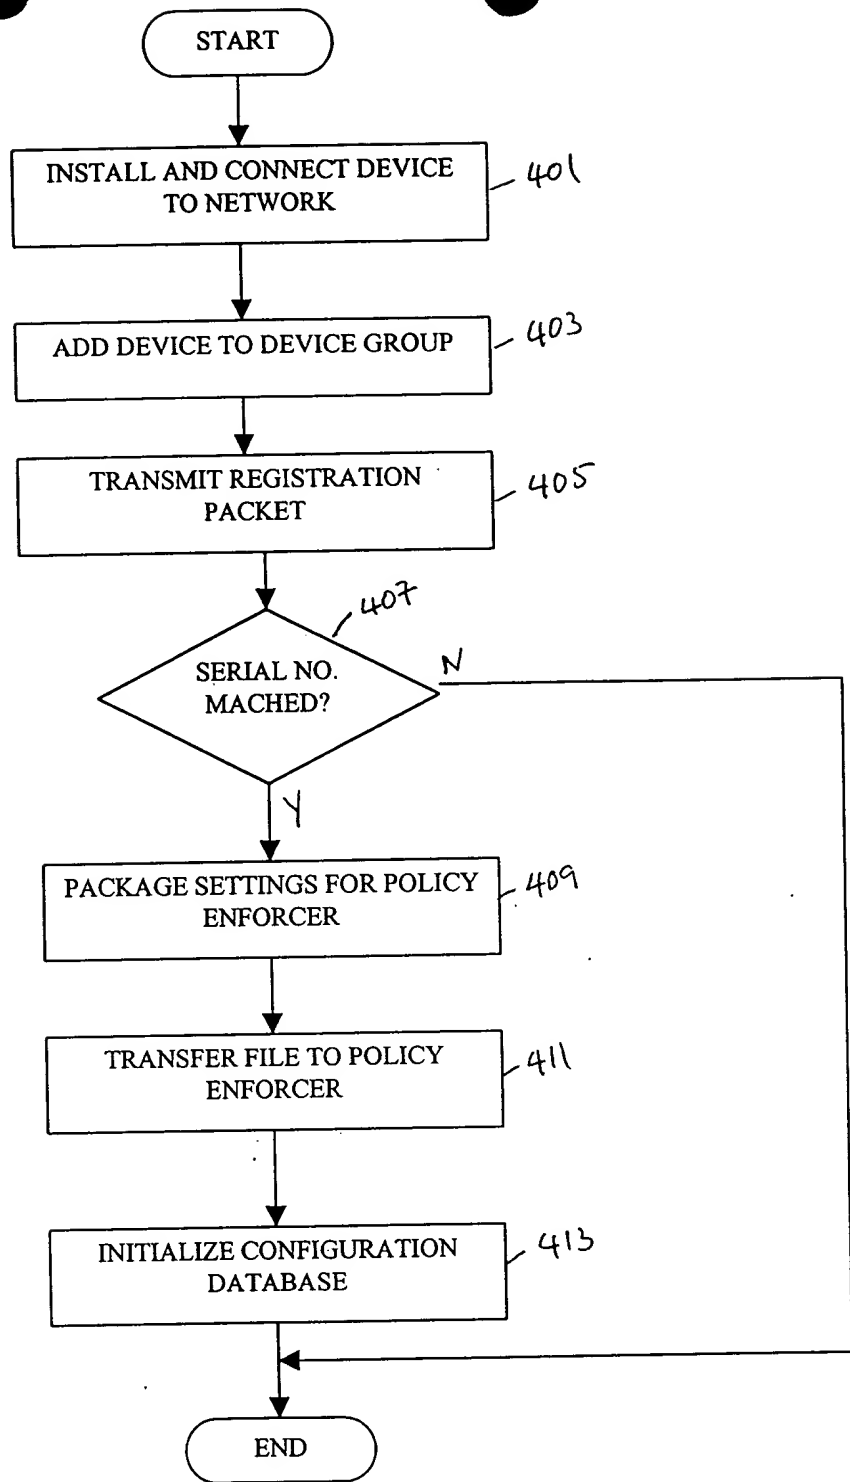 START
INSTALL AND CONNECT DEVICE
TO NETWORK
401
ADD DEVICE TO DEVICE GROUP
403
TRANSMIT REGISTRATION
PACKET
405
407
SERIAL NO.
MACHED?
N
Y
PACKAGE SETTINGS FOR POLICY
ENFORCER
409
TRANSFER FILE TO POLICY
ENFORCER
411
INITIALIZE CONFIGURATION
DATABASE
413
END